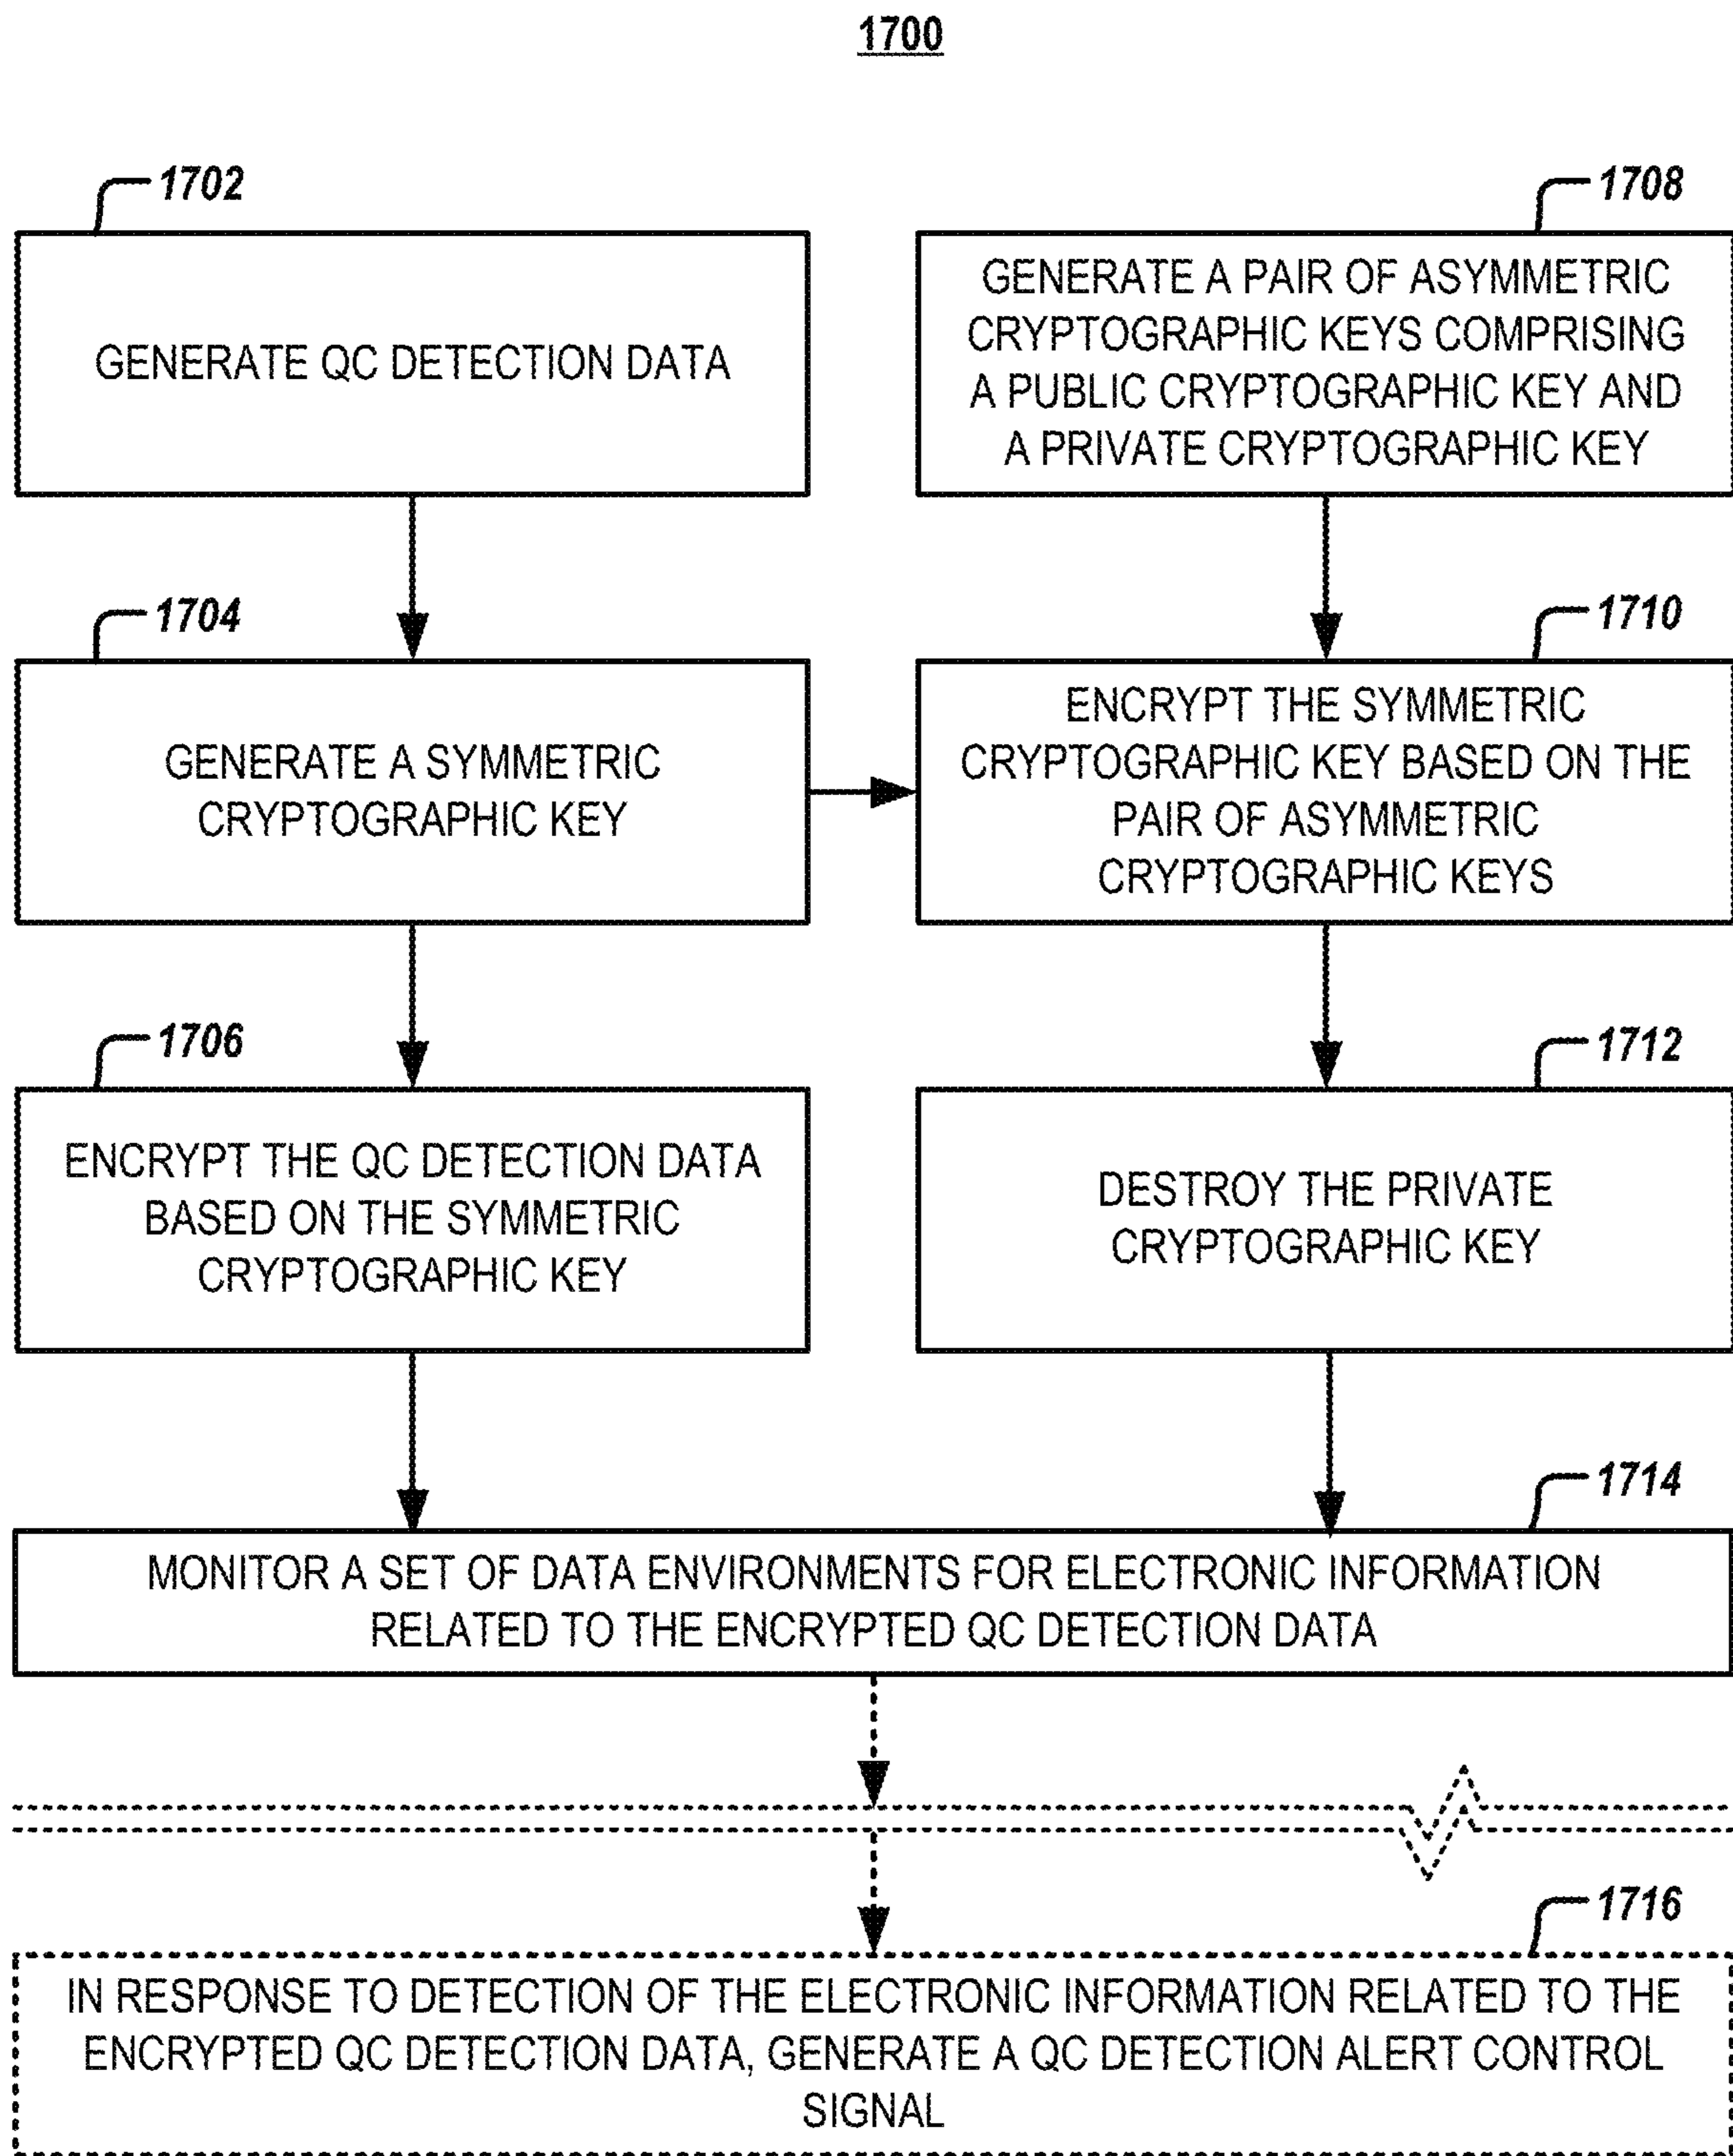 1700
1702
GENERATE QC DETECTION DATA
1708
GENERATE A PAIR OF ASYMMETRIC
CRYPTOGRAPHIC KEYS COMPRISING
A PUBLIC CRYPTOGRAPHIC KEY AND
A PRIVATE CRYPTOGRAPHIC KEY
1704
GENERATE A SYMMETRIC
CRYPTOGRAPHIC KEY
1710
ENCRYPT THE SYMMETRIC
CRYPTOGRAPHIC KEY BASED ON THE
PAIR OF ASYMMETRIC
CRYPTOGRAPHIC KEYS
1706
ENCRYPT THE QC DETECTION DATA
BASED ON THE SYMMETRIC
CRYPTOGRAPHIC KEY
1712
DESTROY THE PRIVATE
CRYPTOGRAPHIC KEY
1714
MONITOR A SET OF DATA ENVIRONMENTS FOR ELECTRONIC INFORMATION
RELATED TO THE ENCRYPTED QC DETECTION DATA
1716
IN RESPONSE TO DETECTION OF THE ELECTRONIC INFORMATION RELATED TO THE
ENCRYPTED QC DETECTION DATA, GENERATE A QC DETECTION ALERT CONTROL
SIGNAL